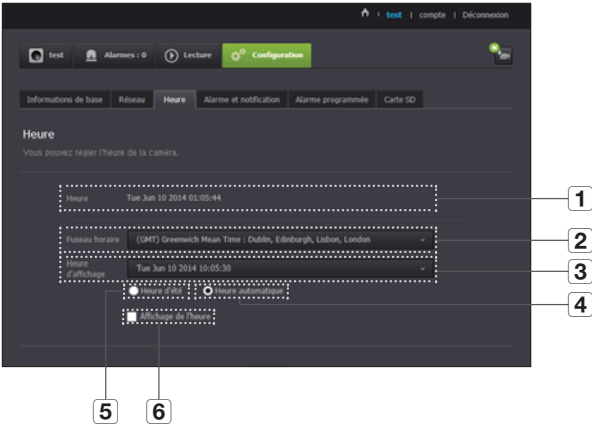 test | compte | Déconnexion
test Alarmes : 0 Lecture Configuration
Informations de base Réseau Heure Alarme et notification Alarme programmée Carte SD
Heure
Vous pouvez régler l'heure de la caméra.
Heure Tue Jun 10 2014 01:05:44 1
Fuseau horaire (GMT) Greenwich Mean Time : Dublin, Edinburgh, Lisbon, London 2
Heure d'affichage Tue Jun 10 2014 10:05:30 3
Heure d'été Heure automatique 4
Affichage de l'heure
5 6